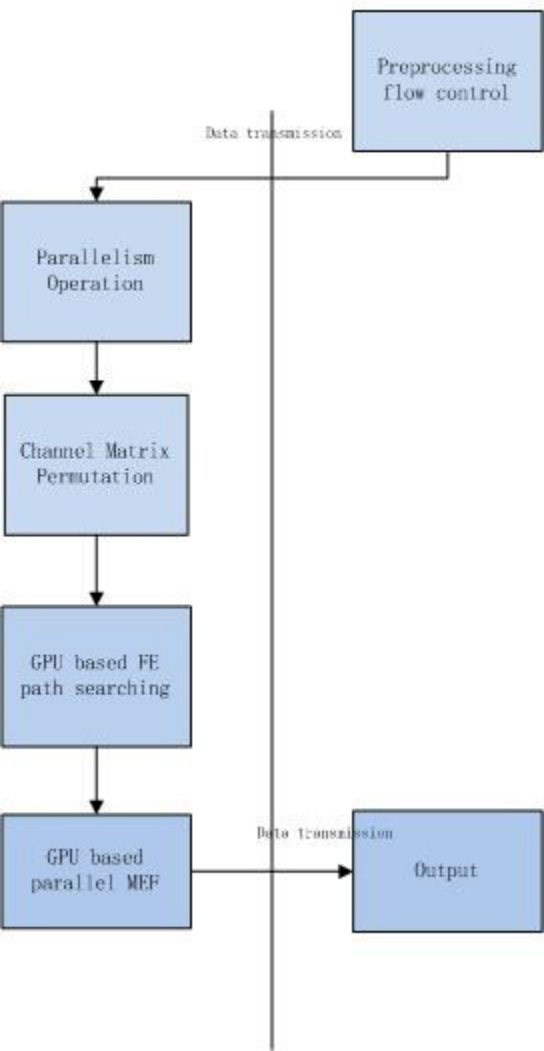 Preprocessing
flow control
Data transmission
Parallelism
Operation
Channel Matrix
Permutation
GPU based FE
path searching
GPU based
parallel MEF
Data transmission
Output